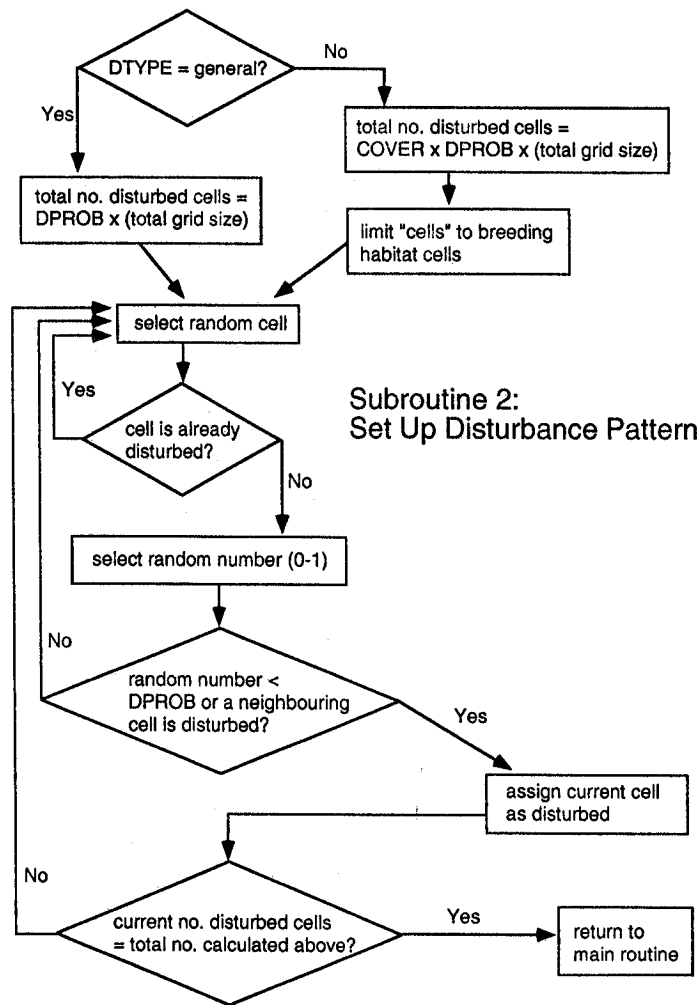 DTYPE = general?
No
Yes
total no. disturbed cells =
COVER x DPROB x (total grid size)
total no. disturbed cells =
DPROB x (total grid size)
limit "cells" to breeding
habitat cells
select random cell
Yes
Subroutine 2:
Set Up Disturbance Pattern
cell is already
disturbed?
No
select random number (0-1)
No
random number <
DPROB or a neighbouring
cell is disturbed?
Yes
assign current cell
as disturbed
No
current no. disturbed cells
= total no. calculated above?
Yes
return to
main routine